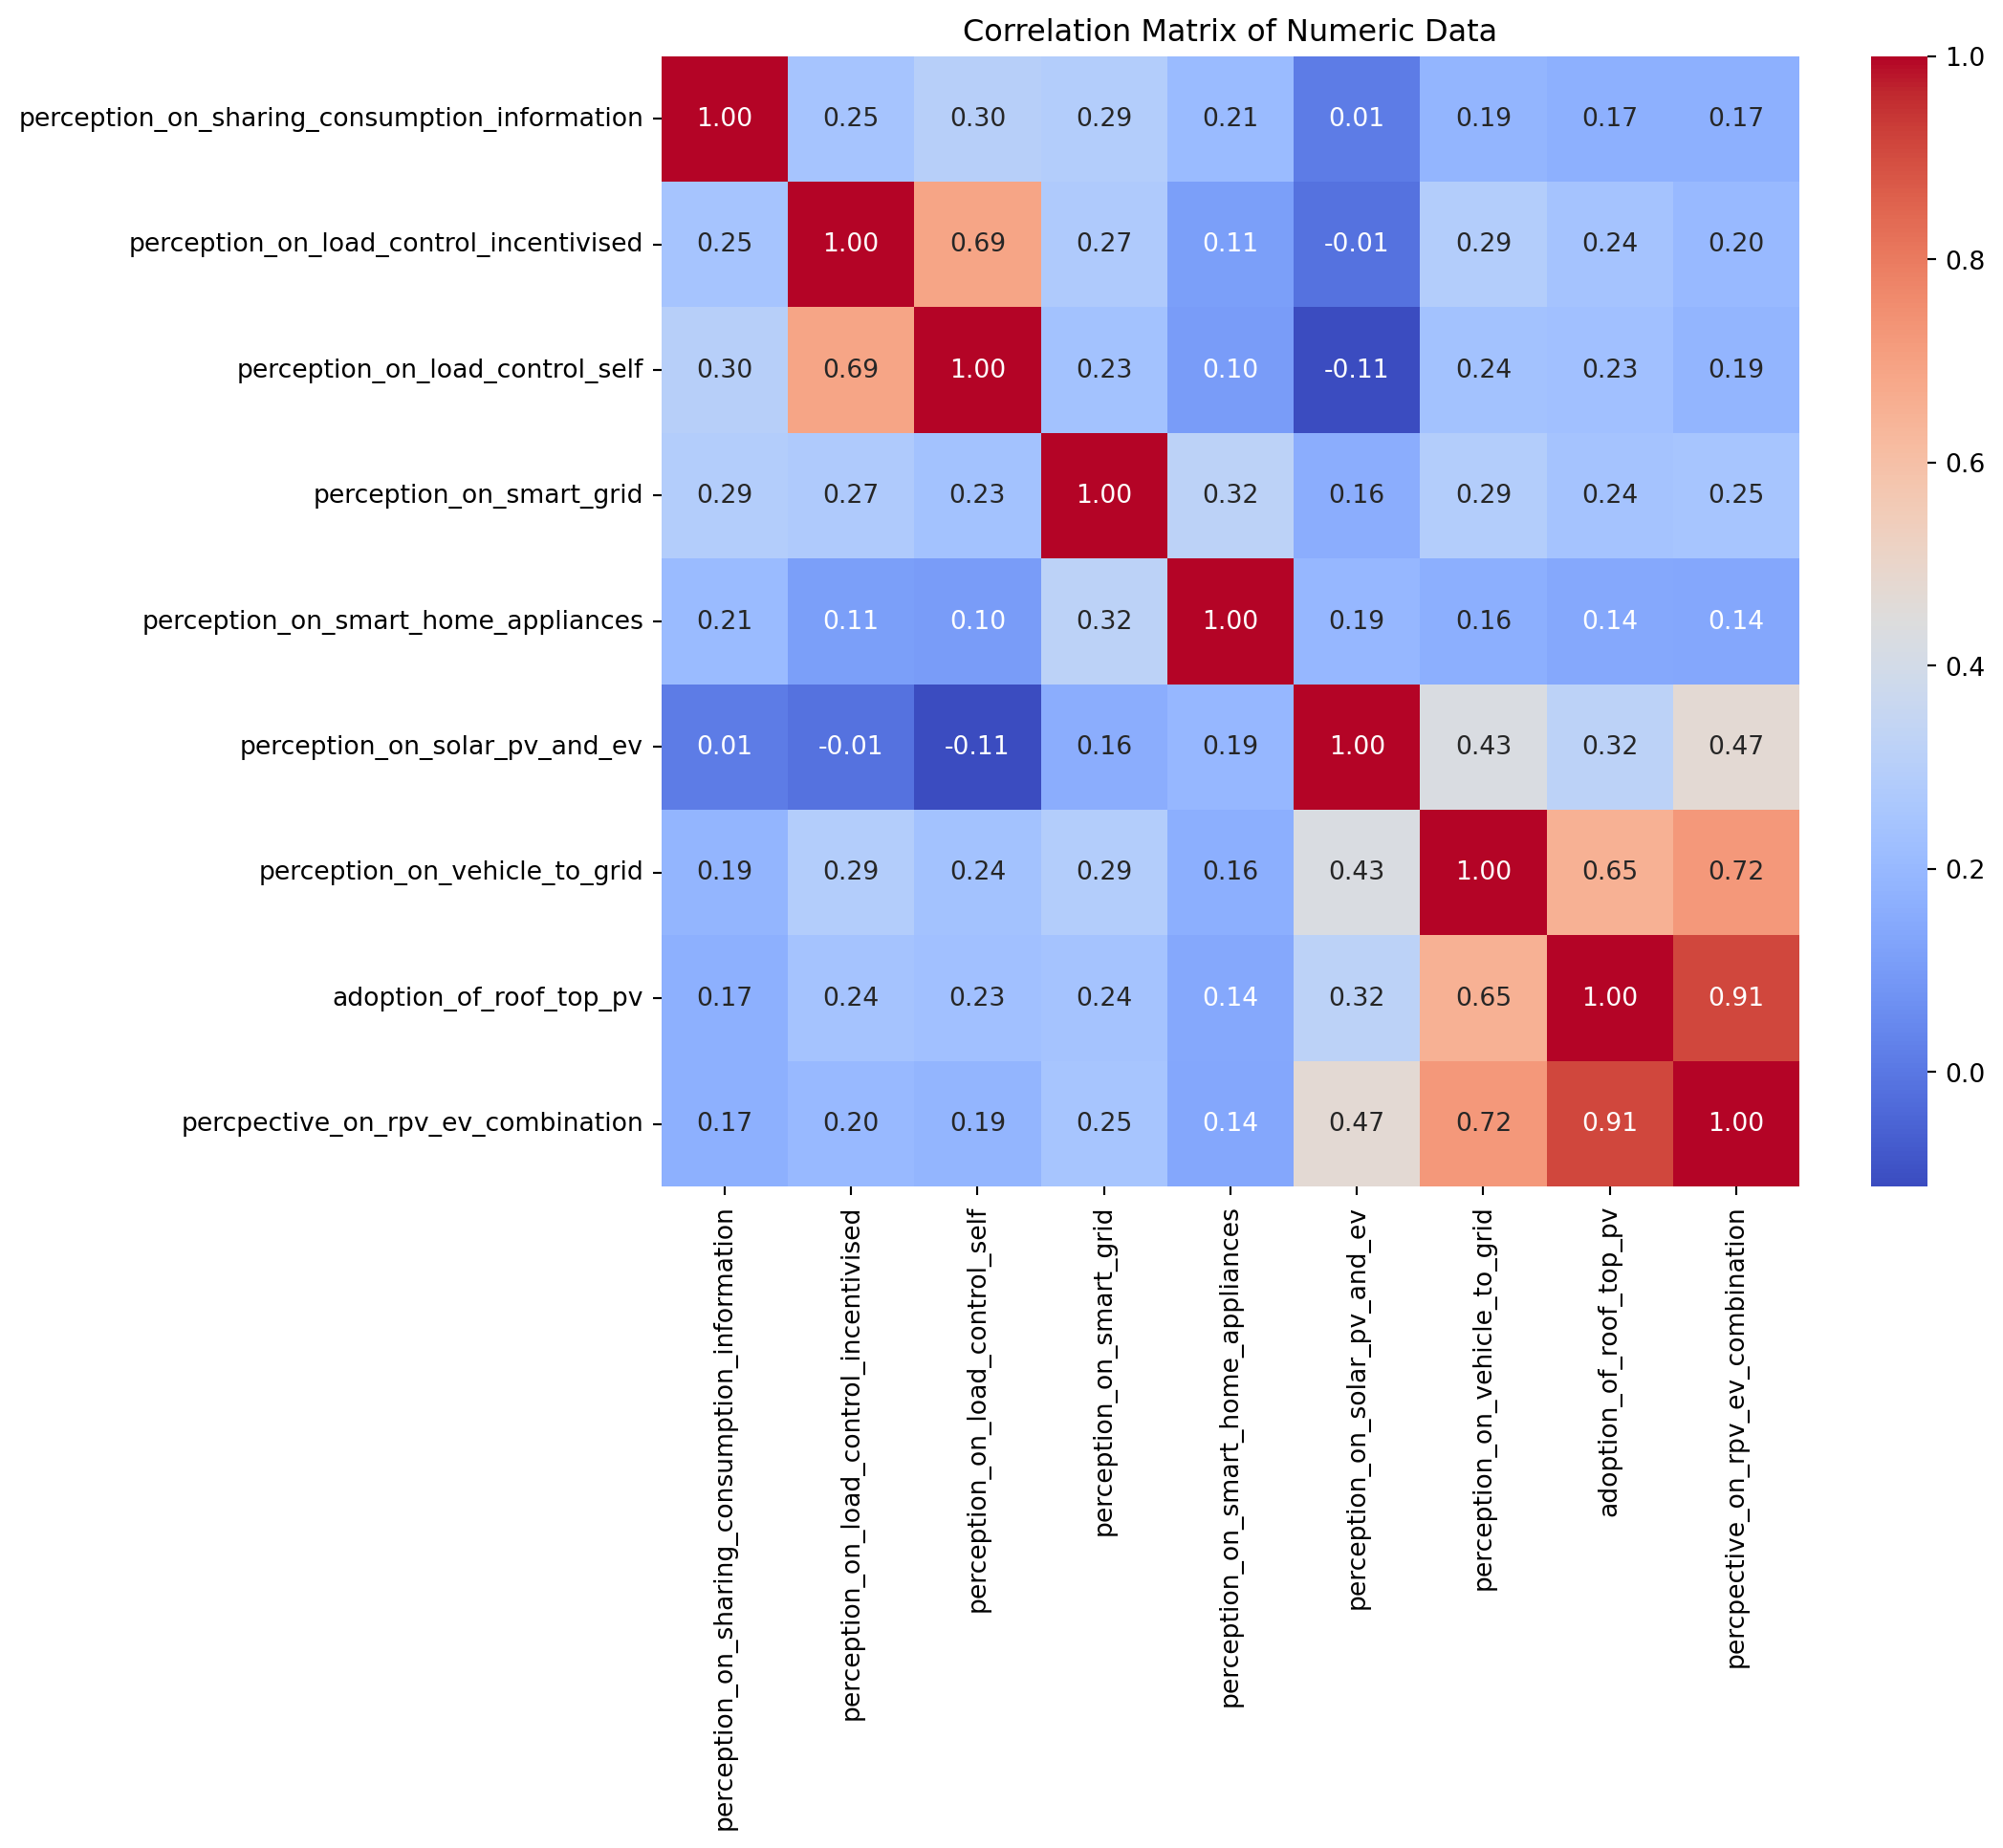 Correlation Matrix of Numeric Data
perception_on_sharing_consumption_information 1.00 0.25 0.30 0.29 0.21 0.01 0.19 0.17 0.17
perception_on_load_control_incentivised 0.25 1.00 0.69 0.27 0.11 -0.01 0.29 0.24 0.20
perception_on_load_control_self 0.30 0.69 1.00 0.23 0.10 -0.11 0.24 0.23 0.19
perception_on_smart_grid 0.29 0.27 0.23 1.00 0.32 0.16 0.29 0.24 0.25
perception_on_smart_home_appliances 0.21 0.11 0.10 0.32 1.00 0.19 0.16 0.14 0.14
perception_on_solar_pv_and_ev 0.01 -0.01 -0.11 0.16 0.19 1.00 0.43 0.32 0.47
perception_on_vehicle_to_grid 0.19 0.29 0.24 0.29 0.16 0.43 1.00 0.65 0.72
adoption_of_roof_top_pv 0.17 0.24 0.23 0.24 0.14 0.32 0.65 1.00 0.91
percpective_on_rpv_ev_combination 0.17 0.20 0.19 0.25 0.14 0.47 0.72 0.91 1.00
perception_on_sharing_consumption_information
perception_on_load_control_incentivised
perception_on_load_control_self
perception_on_smart_grid
perception_on_smart_home_appliances
perception_on_solar_pv_and_ev
perception_on_vehicle_to_grid
adoption_of_roof_top_pv
percpective_on_rpv_ev_combination
1.0
0.8
0.6
0.4
0.2
0.0